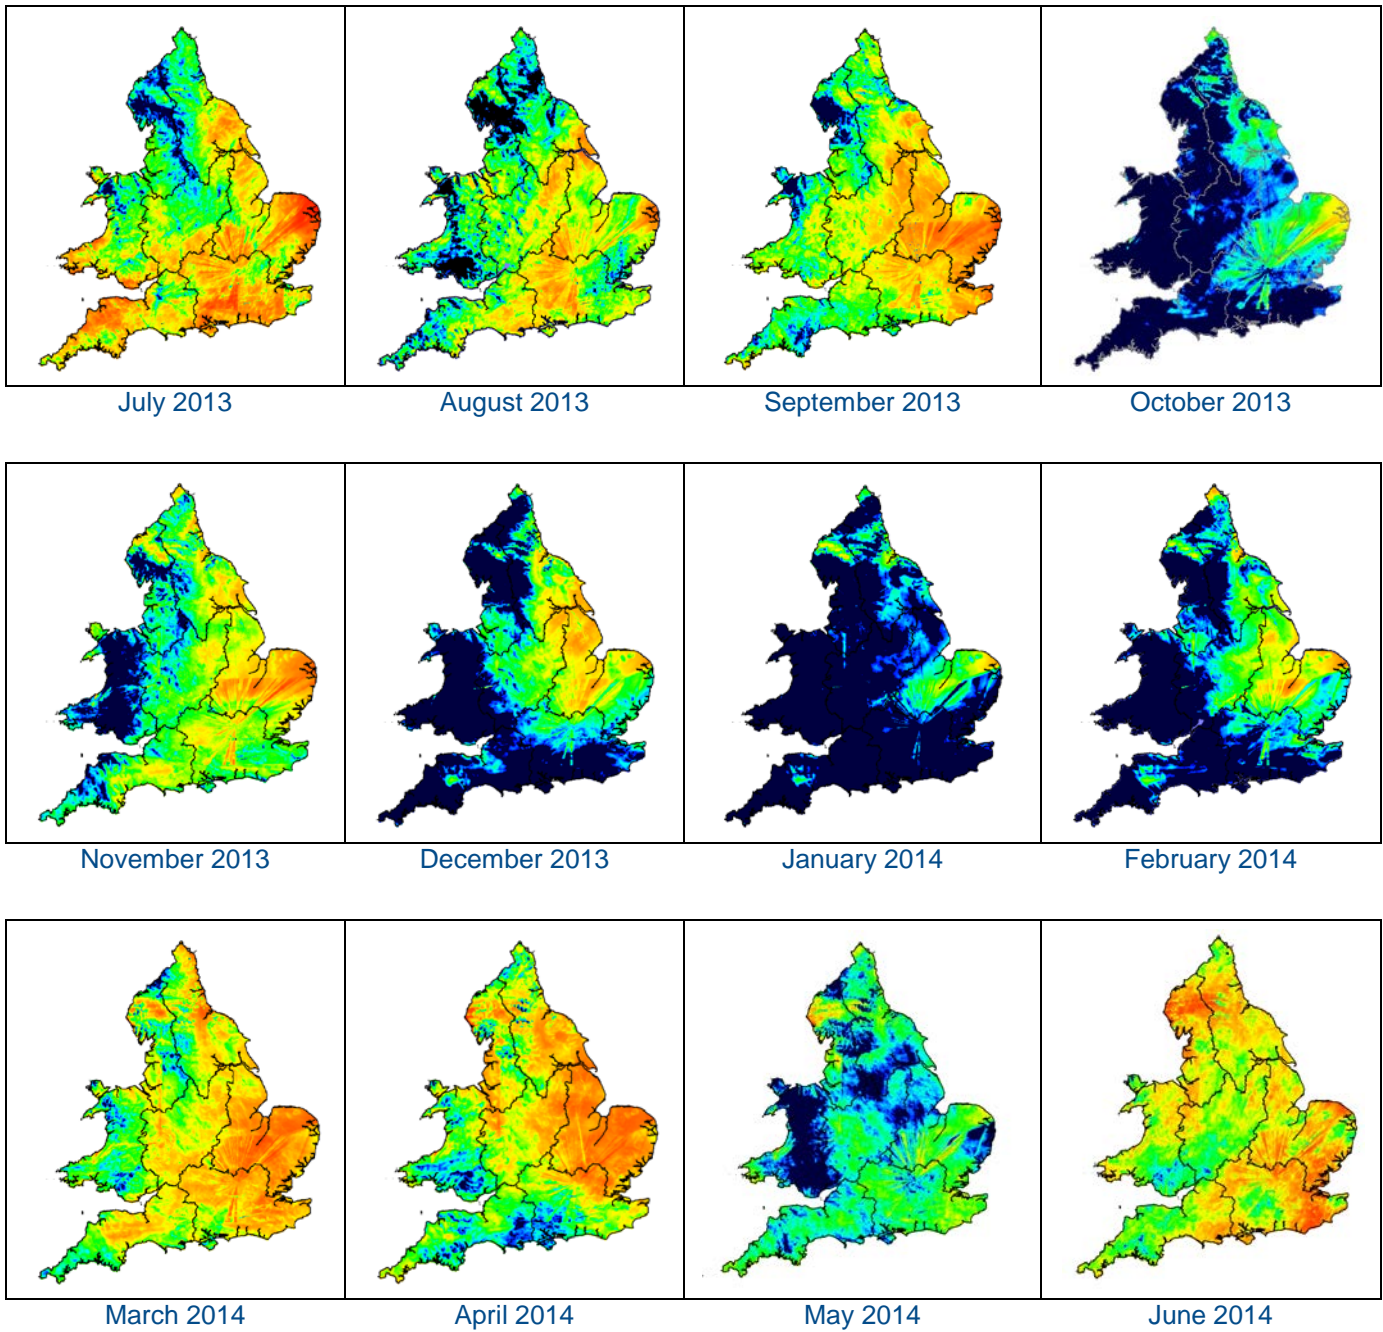 July 2013
August 2013
September 2013
October 2013
November 2013
December 2013
January 2014
February 2014
March 2014
April 2014
May 2014
June 2014